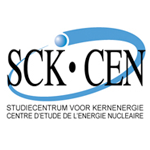 SCK•CEN
STUDIECENTRUM VOOR KERNENERGIE
CENTRE D'ETUDE DE L'ENERGIE NUCLEAIRE